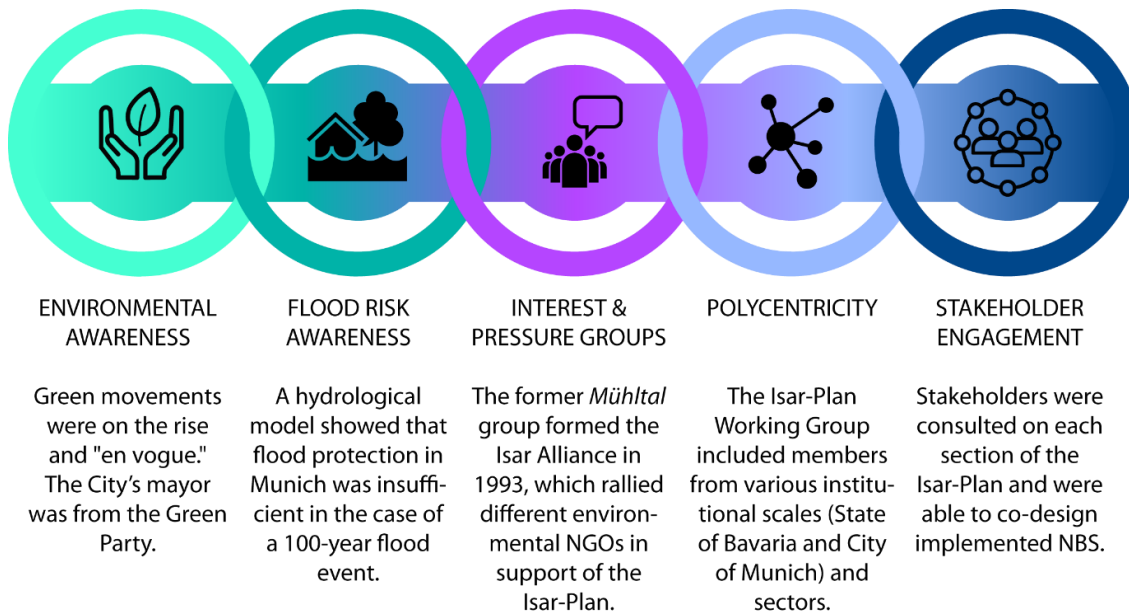 ENVIRONMENTAL
AWARENESS
Green movements
were on the rise
and "en vogue."
The City's mayor
was from the Green
Party.
FLOOD RISK
AWARENESS
A hydrological
model showed that
flood protection in
Munich was insuffi-
cient in the case of
a 100-year flood
event.
INTEREST &
PRESSURE GROUPS
The former Mühltal
group formed the
Isar Alliance in
1993, which rallied
different environ-
mental NGOs in
support of the
Isar-Plan.
POLYCENTRICITY
The Isar-Plan
Working Group
included members
from various institu-
tional scales (State
of Bavaria and City
of Munich) and
sectors.
STAKEHOLDER
ENGAGEMENT
Stakeholders were
consulted on each
section of the
Isar-Plan and were
able to co-design
implemented NBS.